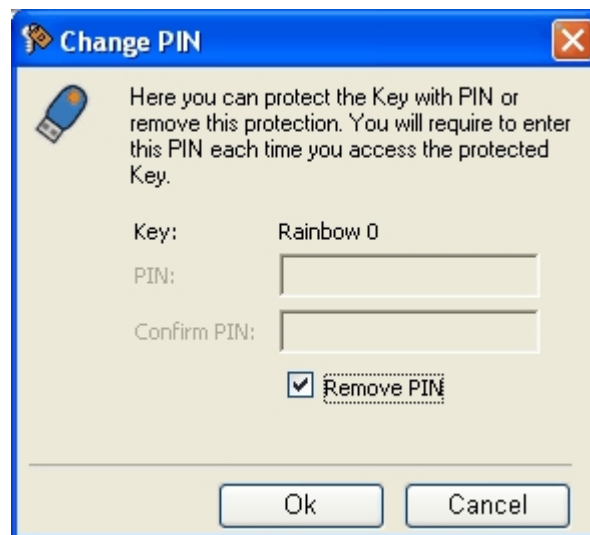 Change PIN
Here you can protect the Key with PIN or
remove this protection. You will require to enter
this PIN each time you access the protected
Key.
Key: Rainbow 0
PIN:
Confirm PIN:
Remove PIN
Ok Cancel